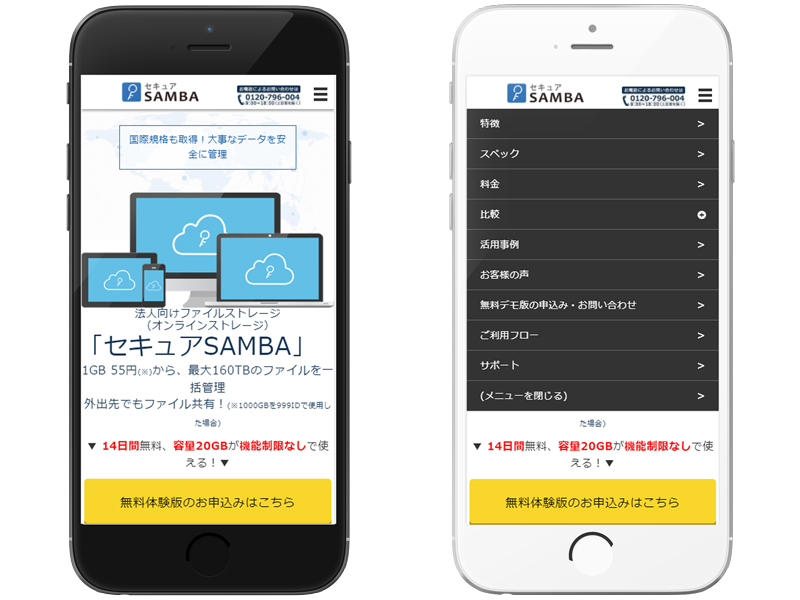 セキュア
SAMBA
お電話によるお問い合わせは
0120-796-004
9:00~18:00(土日祝を除く)
国際規格も取得!大事なデータを安
全に管理
法人向けファイルストレージ
(オンラインストレージ)
「セキュアSAMBA」
1GB 55円(※)から、最大160TBのファイルを一
括管理
外出先でもファイル共有!(※1000GBを999IDで使用し
た場合)
▼ 14日間無料、容量20GBが機能制限なしで使
える!▼
無料体験版のお申込みはこちら
セキュア
SAMBA
お電話によるお問い合わせは
0120-796-004
9:00~18:00(土日祝を除く)
特徴 >
スペック >
料金 >
比較
活用事例 >
お客様の声 >
無料デモ版の申込み・お問い合わせ >
ご利用フロー >
サポート >
(メニューを閉じる) >
た場合)
▼ 14日間無料、容量20GBが機能制限なしで使
える!▼
無料体験版のお申込みはこちら